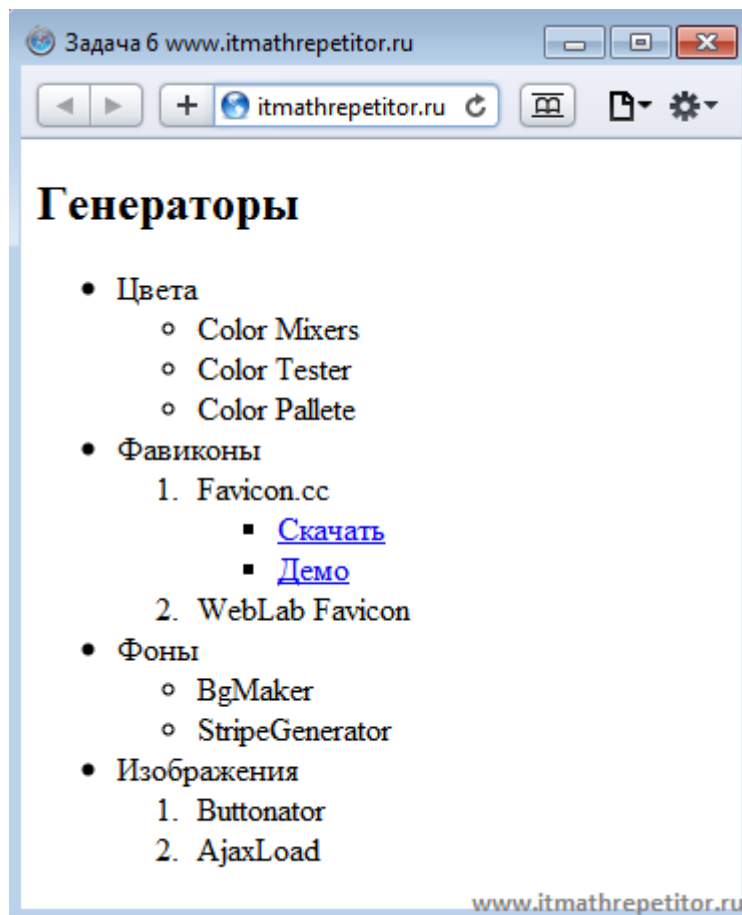 Задача 6 www.itmathrepetitor.ru
itmathrepetitor.ru
Генераторы
Цвета
Color Mixers
Color Tester
Color Pallete
Фавиконы
1. Favicon.cc
Скачать
Демо
2. WebLab Favicon
Фоны
BgMaker
StripeGenerator
Изображения
1. Buttonator
2. AjaxLoad
www.itmathrepetitor.ru